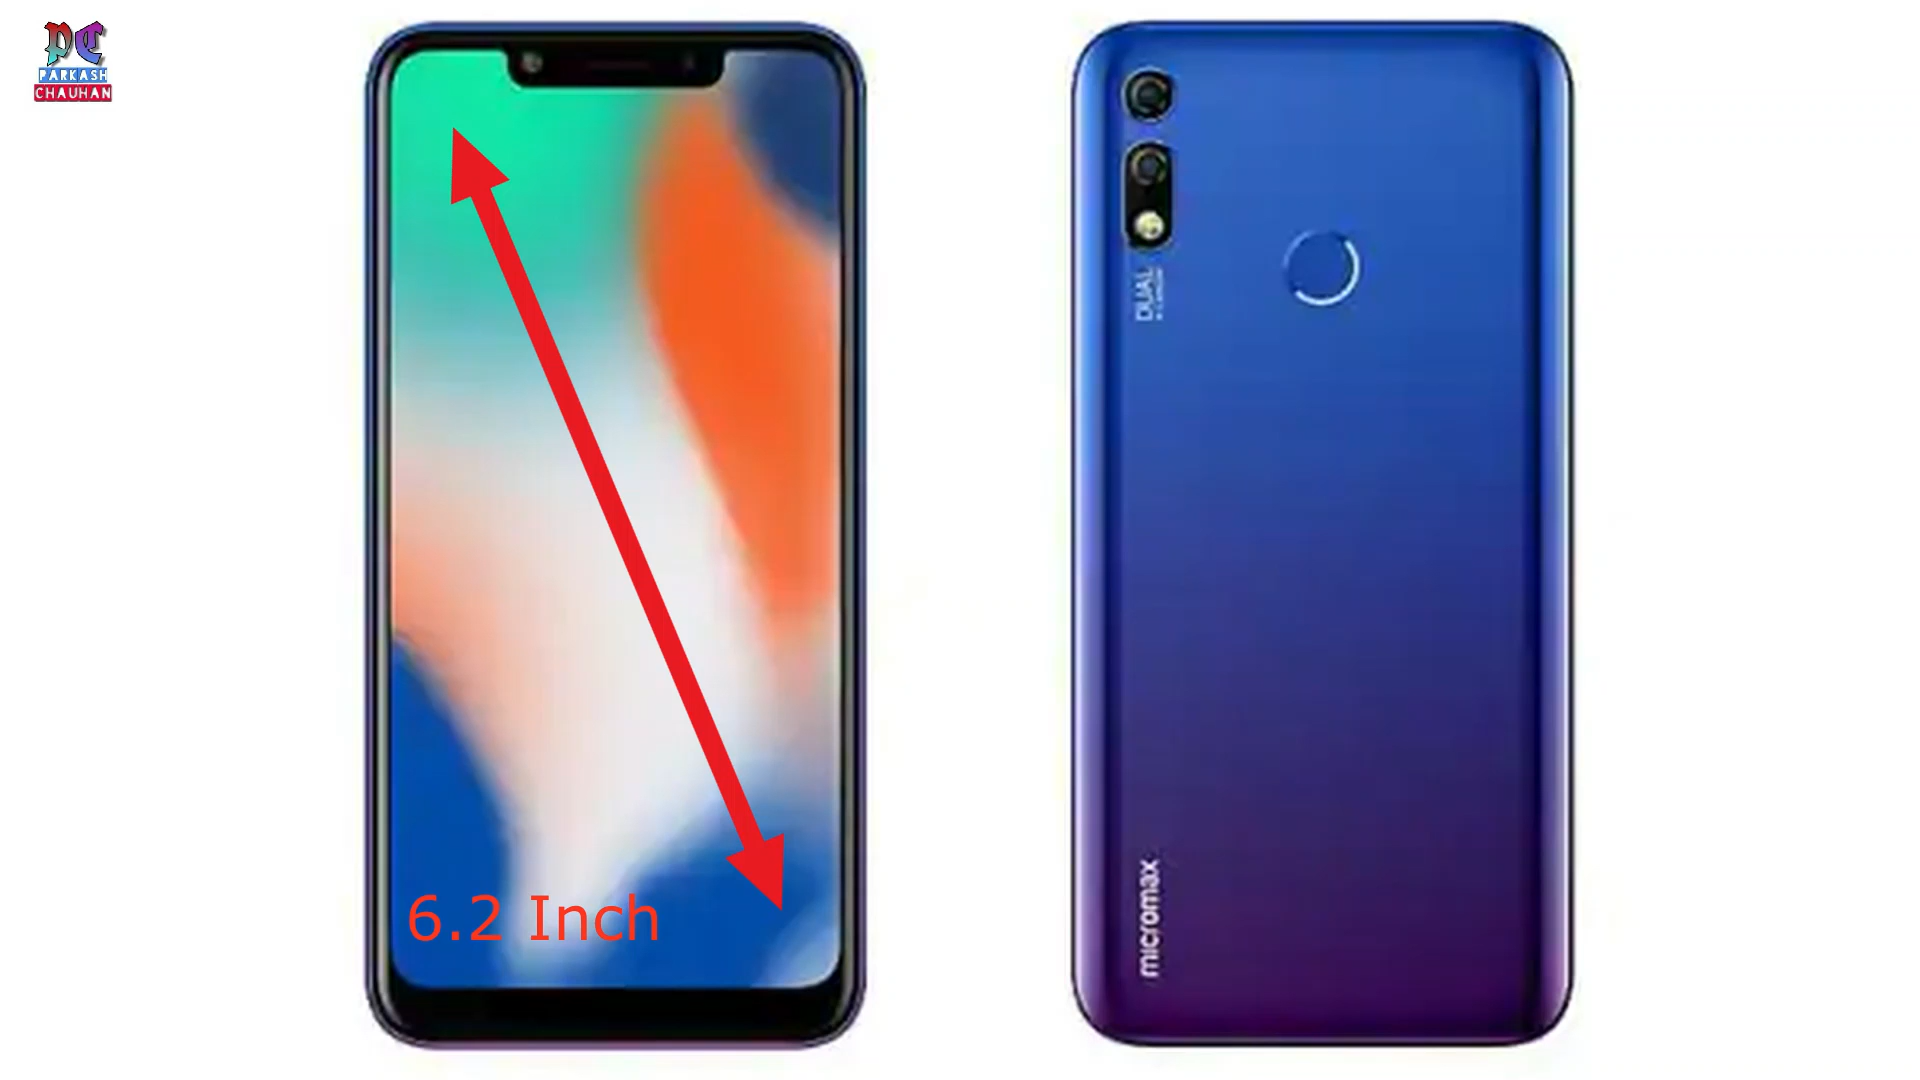 PC
PARKASH
CHAUHAN
6.2 Inch
DUAL
micromax